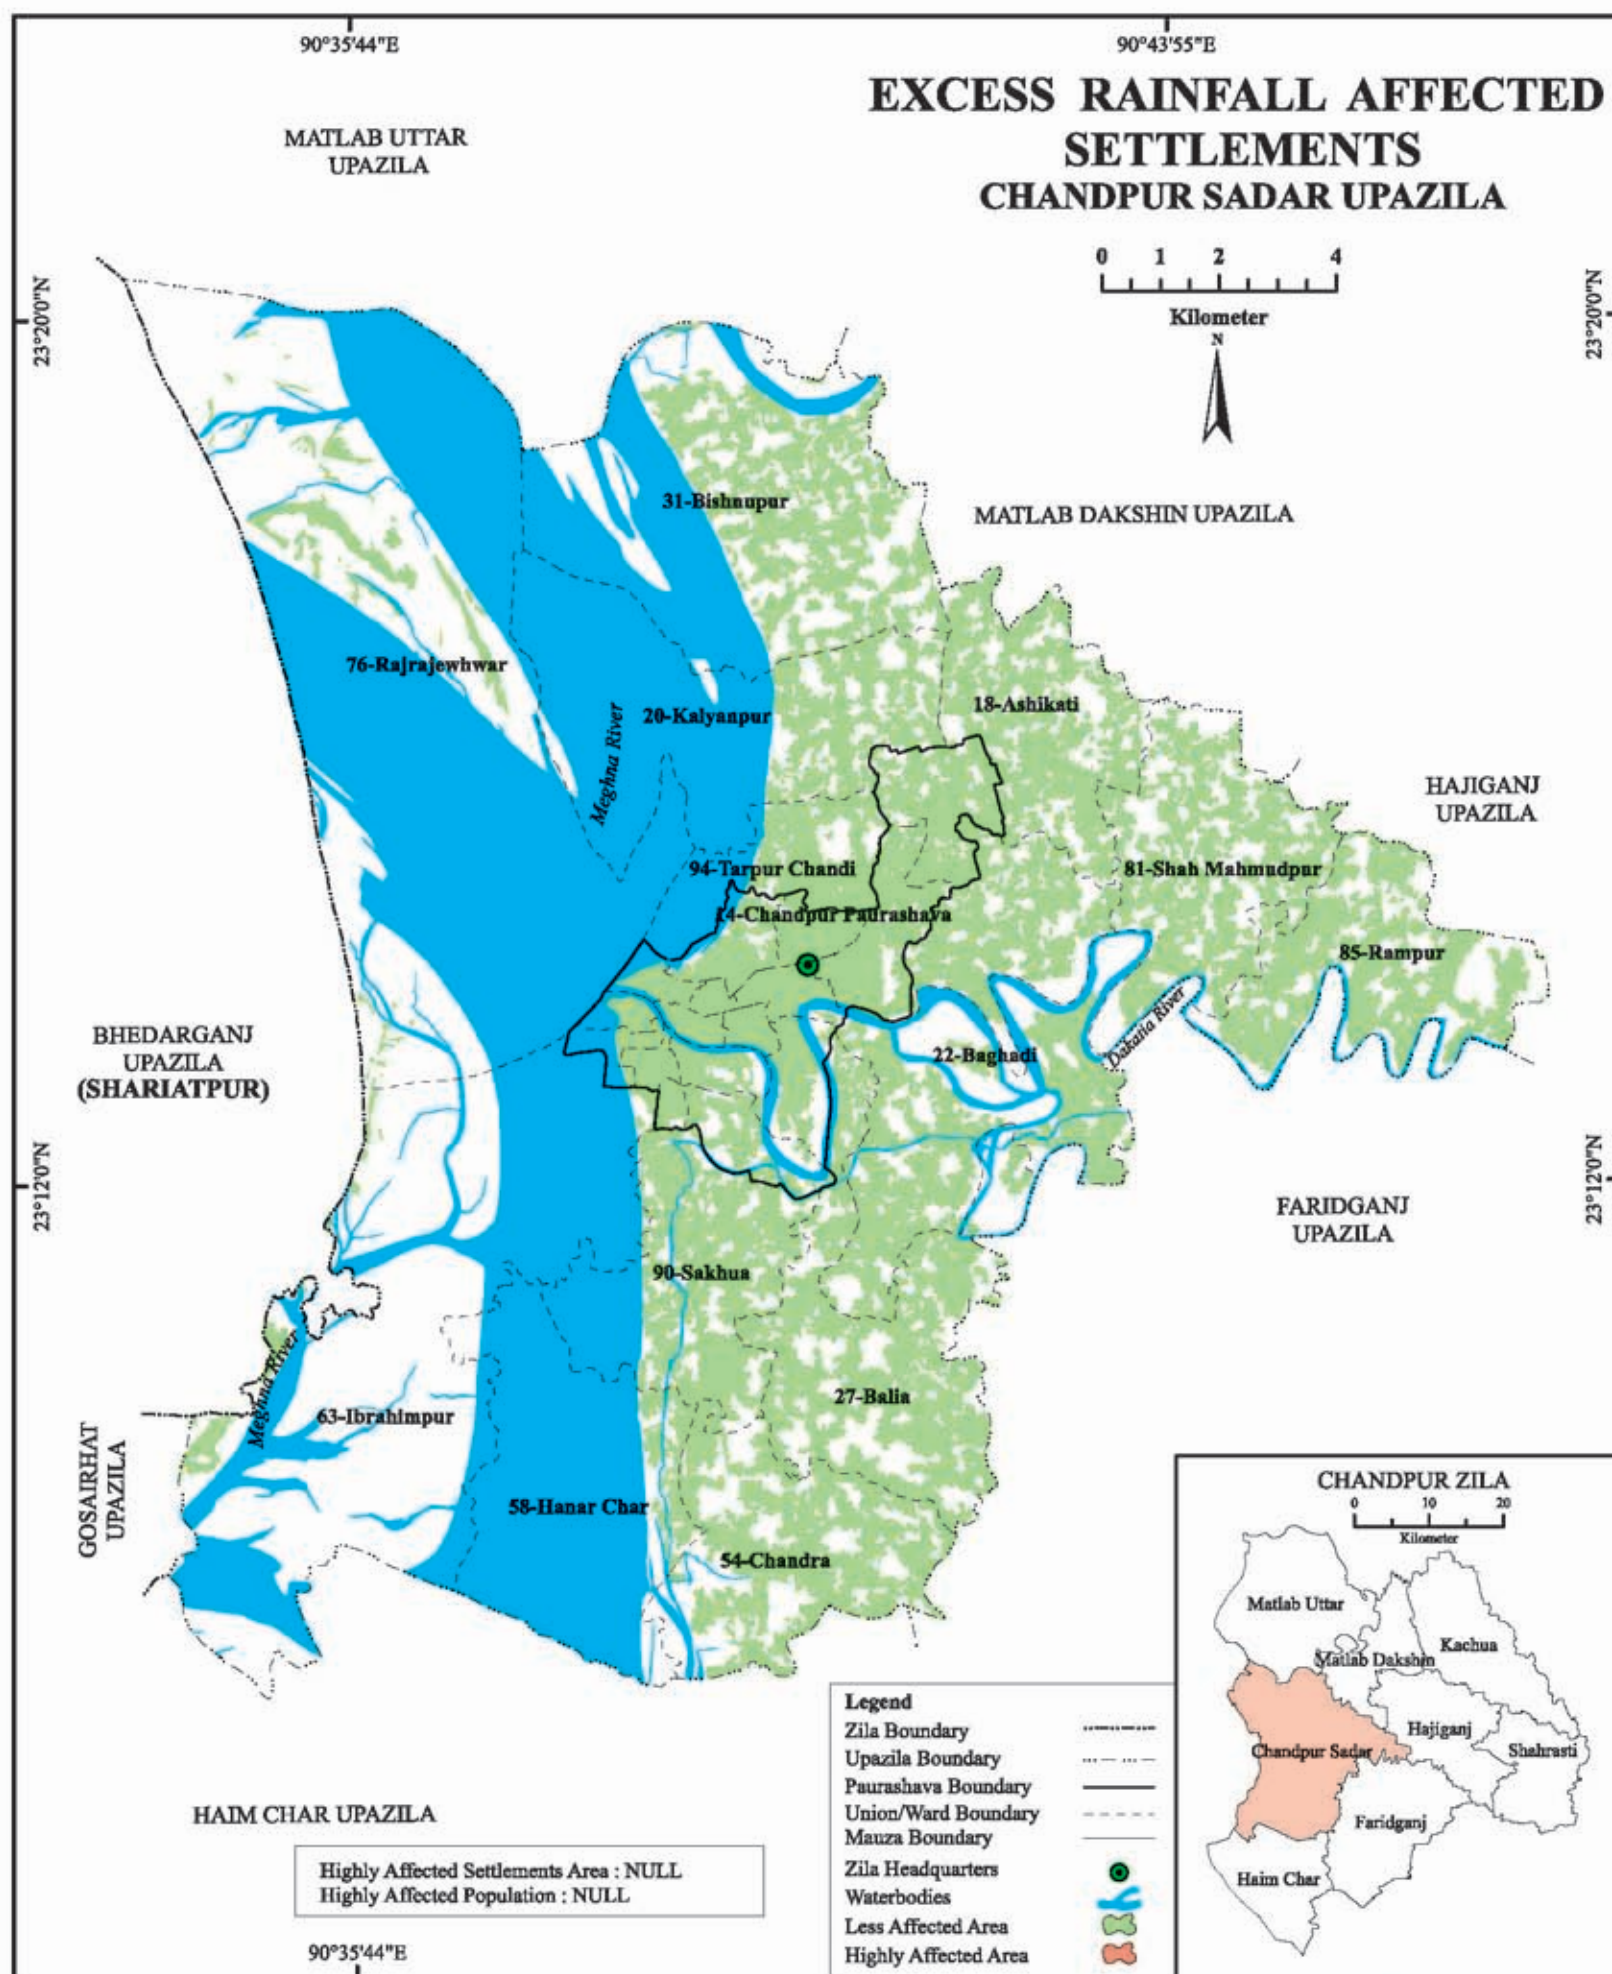 90°35'44"E
90°43'55"E
EXCESS RAINFALL AFFECTED
SETTLEMENTS
CHANDPUR SADAR UPAZILA
0 1 2 4
Kilometer
N
MATLAB UTTAR
UPAZILA
23°20'0"N
23°20'0"N
31-Bishnupur
MATLAB DAKSHIN UPAZILA
76-Rajrajewhwar
20-Kalyanpur
18-Ashikati
Meghna River
HAJIGANJ
UPAZILA
94-Tarpur Chandi
81-Shah Mahmudpur
14-Chandpur Paurashava
85-Rampur
BHEDARGANJ
UPAZILA
(SHARIATPUR)
22-Baghadi
Dakatia River
23°12'0"N
23°12'0"N
FARIDGANJ
UPAZILA
90-Sakhua
Meghna River
27-Balia
63-Ibrahimpur
GOSAIRHAT
UPAZILA
58-Hanar Char
54-Chandra
CHANDPUR ZILA
0 10 20
Kilometer
Matlab Uttar
Kachua
Matlab Dakshin
Hajiganj
Chandpur Sadar
Shahrasti
Faridganj
Haim Char
HAIM CHAR UPAZILA
Highly Affected Settlements Area : NULL
Highly Affected Population : NULL
Legend
Zila Boundary
Upazila Boundary
Paurashava Boundary
Union/Ward Boundary
Mauza Boundary
Zila Headquarters
Waterbodies
Less Affected Area
Highly Affected Area
90°35'44"E